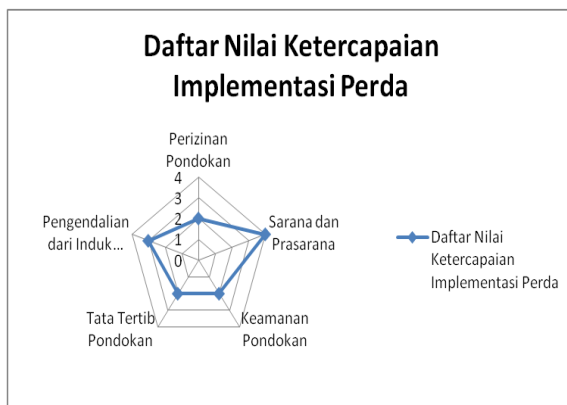 Daftar Nilai Ketercapaian
Implementasi Perda
Perizinan
Pondokan
4
3
2
1
0
Sarana dan
Prasarana
Keamanan
Pondokan
Tata Tertib
Pondokan
Pengendalian
dari Induk ...
Daftar Nilai
Ketercapaian
Implementasi Perda